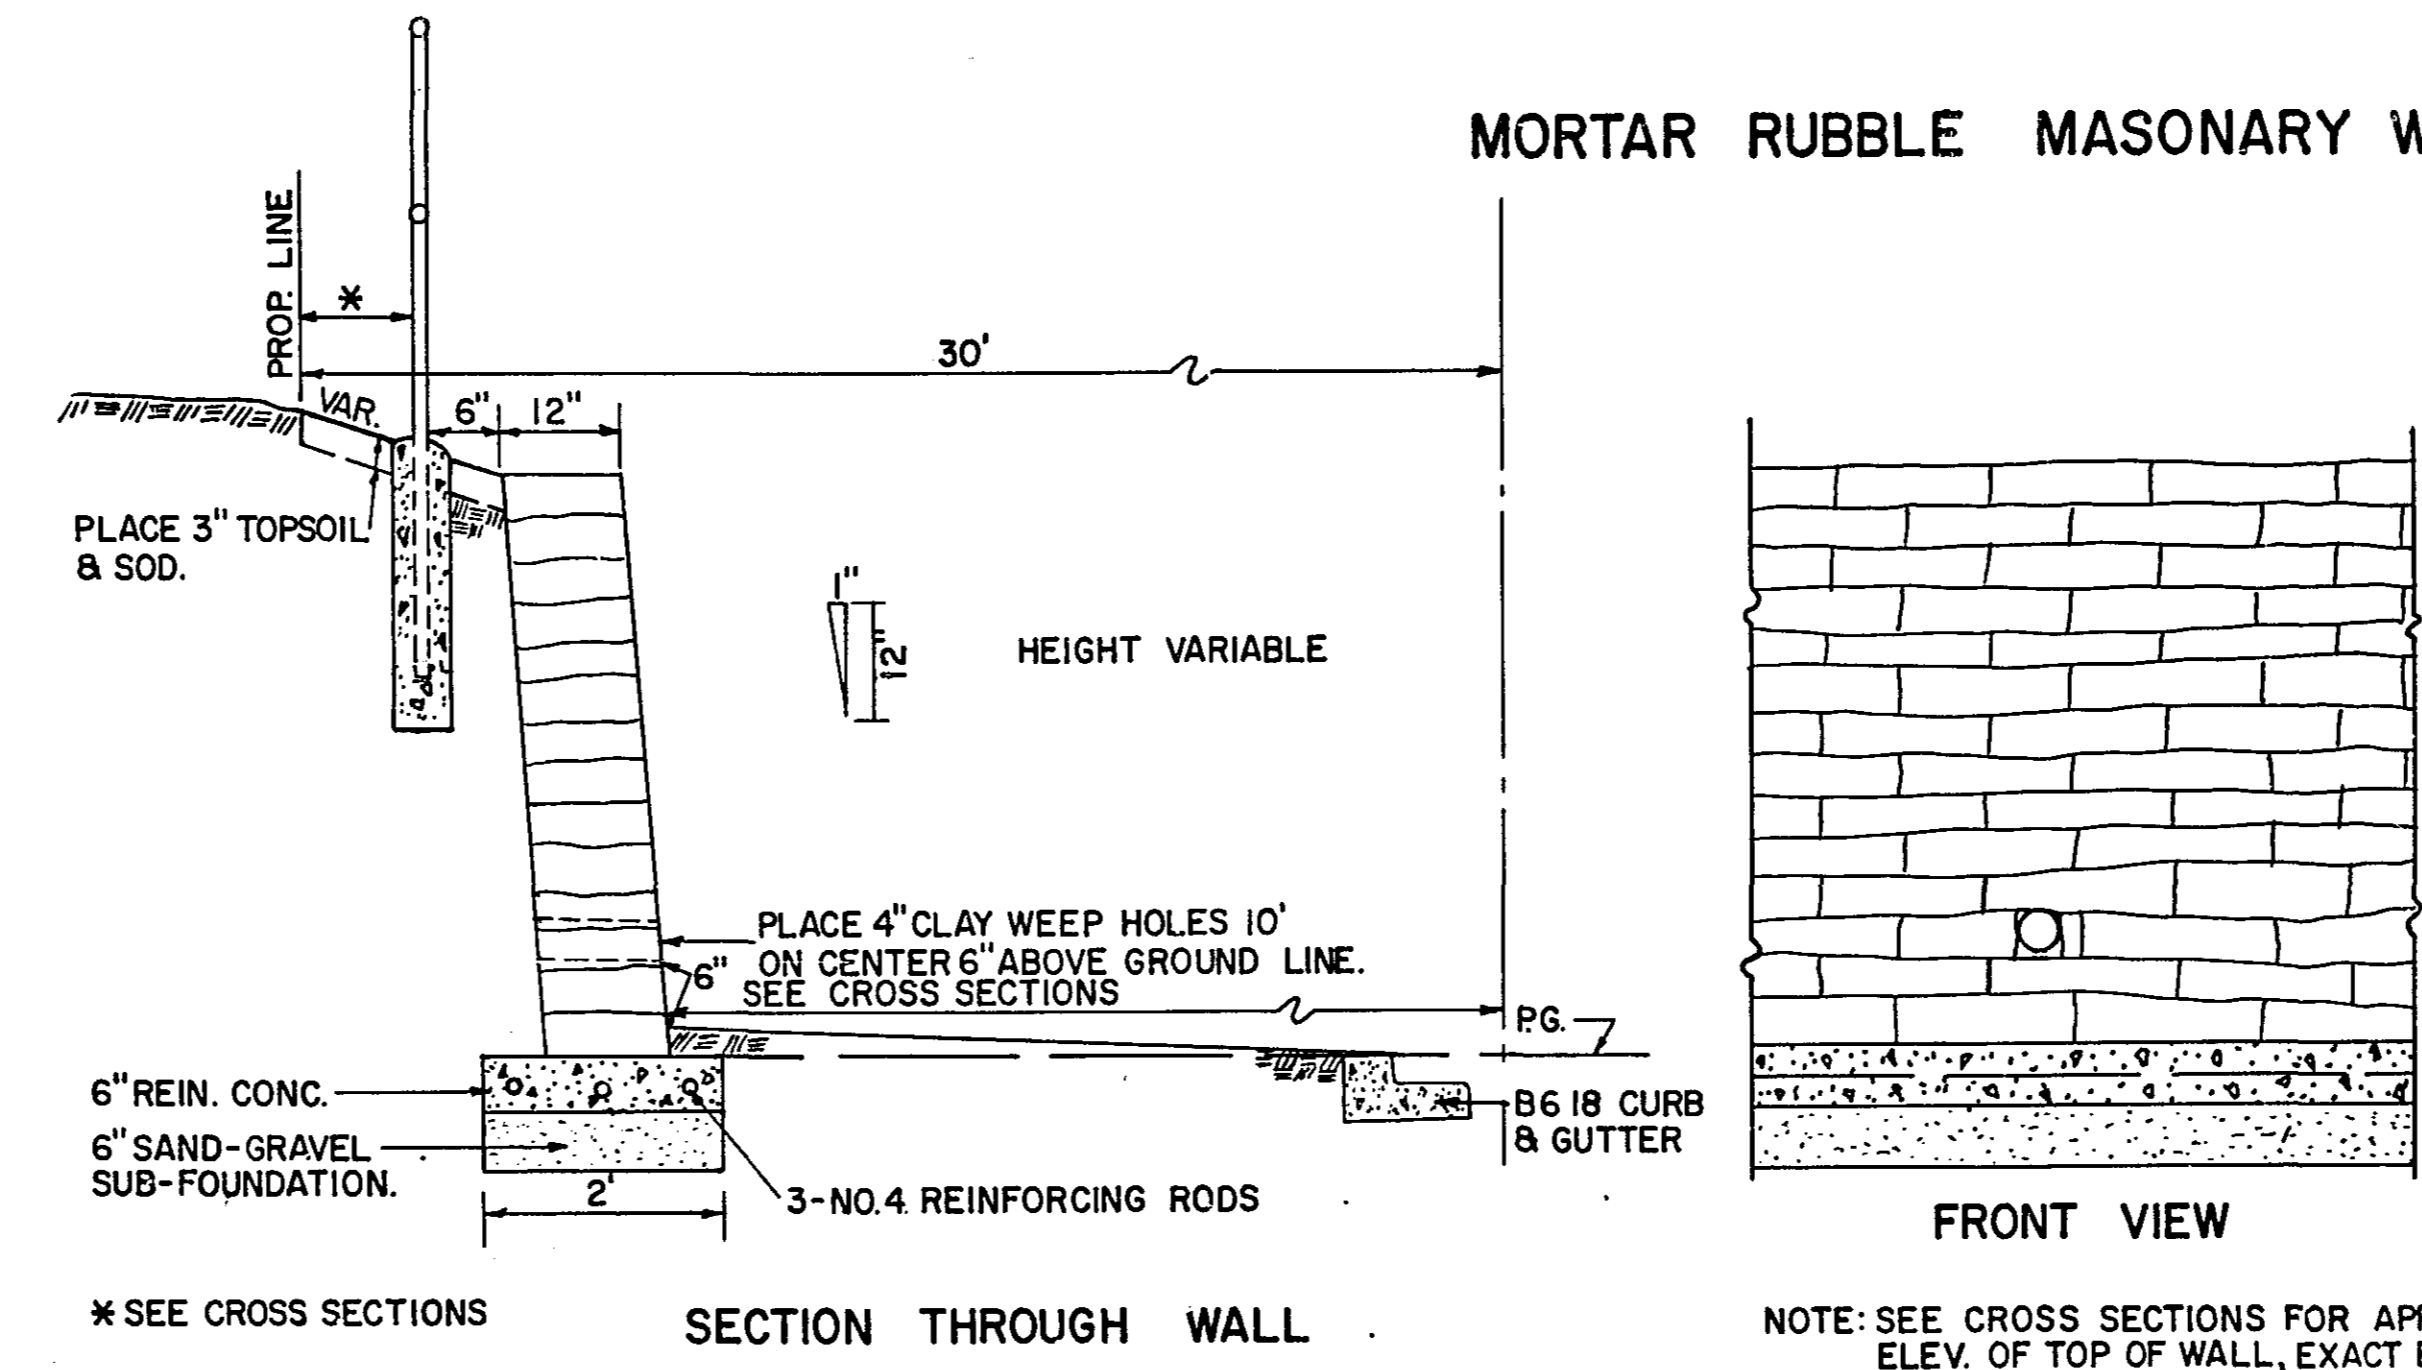 MORTAR RUBBLE MASONARY W
PROP. LINE
*
30'
VAR.
6" 12"
PLACE 3" TOPSOIL
& SOD.
1"
12"
HEIGHT VARIABLE
PLACE 4" CLAY WEEP HOLES 10'
ON CENTER 6" ABOVE GROUND LINE.
6"
SEE CROSS SECTIONS
P.G.
6" REIN. CONC.
B6 18 CURB
& GUTTER
6" SAND-GRAVEL
SUB-FOUNDATION.
2'
3-NO.4 REINFORCING RODS
FRONT VIEW
* SEE CROSS SECTIONS
SECTION THROUGH WALL
NOTE: SEE CROSS SECTIONS FOR AP
ELEV. OF TOP OF WALL, EXACT